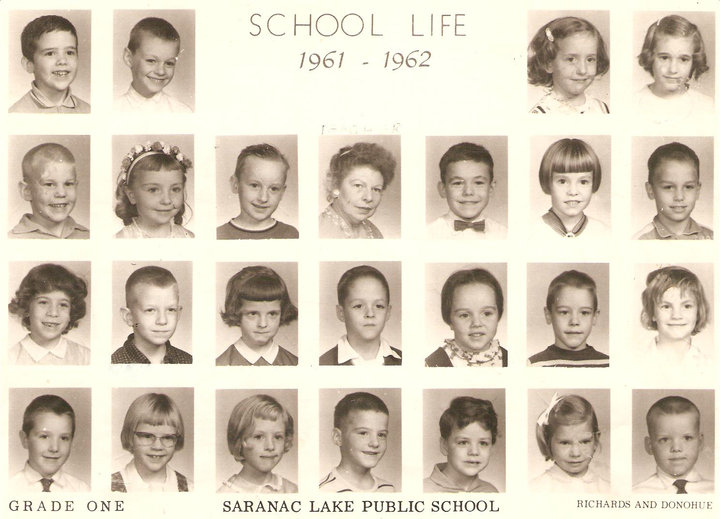 SCHOOL LIFE
1961 - 1962
GRADE ONE
SARANAC LAKE PUBLIC SCHOOL
RICHARDS AND DONOHUE